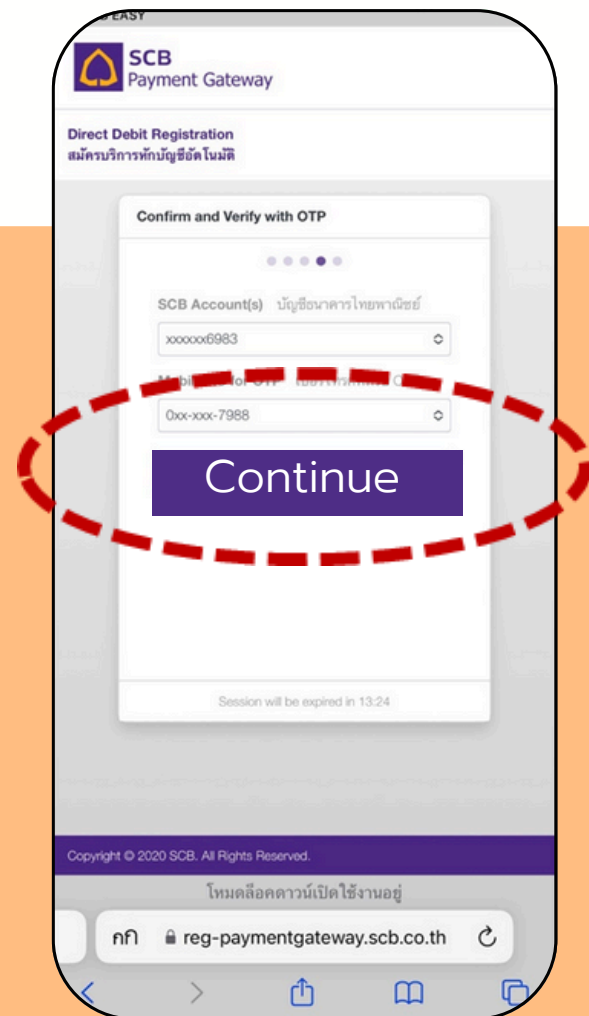 EASY
SCB
Payment Gateway
Direct Debit Registration
สมัครบริการหักบัญชีอัตโนมัติ
Confirm and Verify with OTP
SCB Account(s) บัญชีธนาคารไทยพาณิชย์
xxxxxx6983
for OTP
0xx-xxx-7988
Continue
Session will be expired in 13:24
Copyright © 2020 SCB. All Rights Reserved.
โหมดล็อคดาวน์เปิดใช้งานอยู่
กกิ reg-paymentgateway.scb.co.th